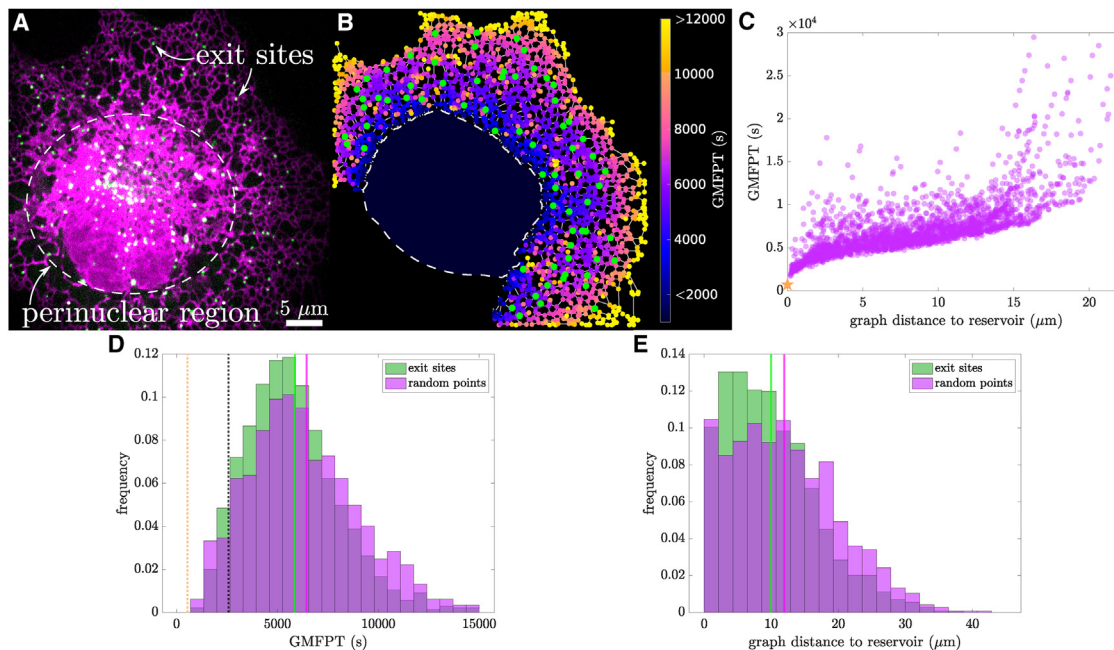 A
exit sites
perinuclear region
5 μm
B
>12000
10000
8000
6000
4000
<2000
GMFPT (s)
C
×10⁴
3
2.5
2
1.5
1
0.5
0
0 5 10 15 20
GMFPT (s)
graph distance to reservoir (μm)
D
0.12
0.1
0.08
0.06
0.04
0.02
0
frequency
0 5000 10000 15000
GMFPT (s)
exit sites
random points
E
0.14
0.12
0.1
0.08
0.06
0.04
0.02
0
frequency
0 10 20 30 40
graph distance to reservoir (μm)
exit sites
random points